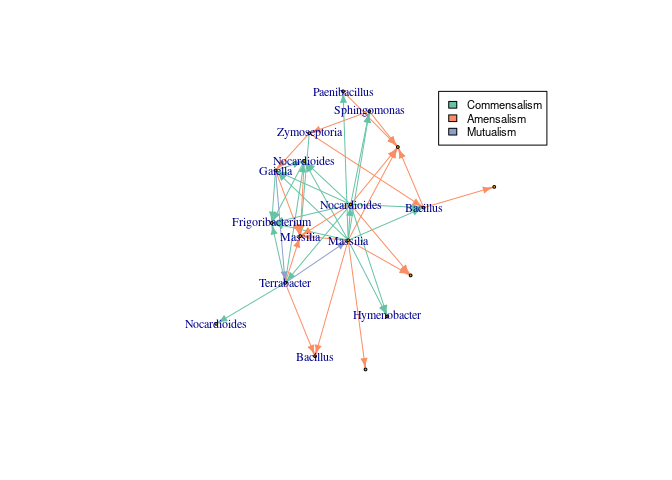 Paenibacillus
Commensalism
Sphingomonas
Amensalism
Zymoseptoria
Mutualism
Nocardioides
Gaiella
Nocardioides
Bacillus
Frigoribacterium
Massilia
Massilia
Terrabacter
Hymenobacter
Nocardioides
Bacillus